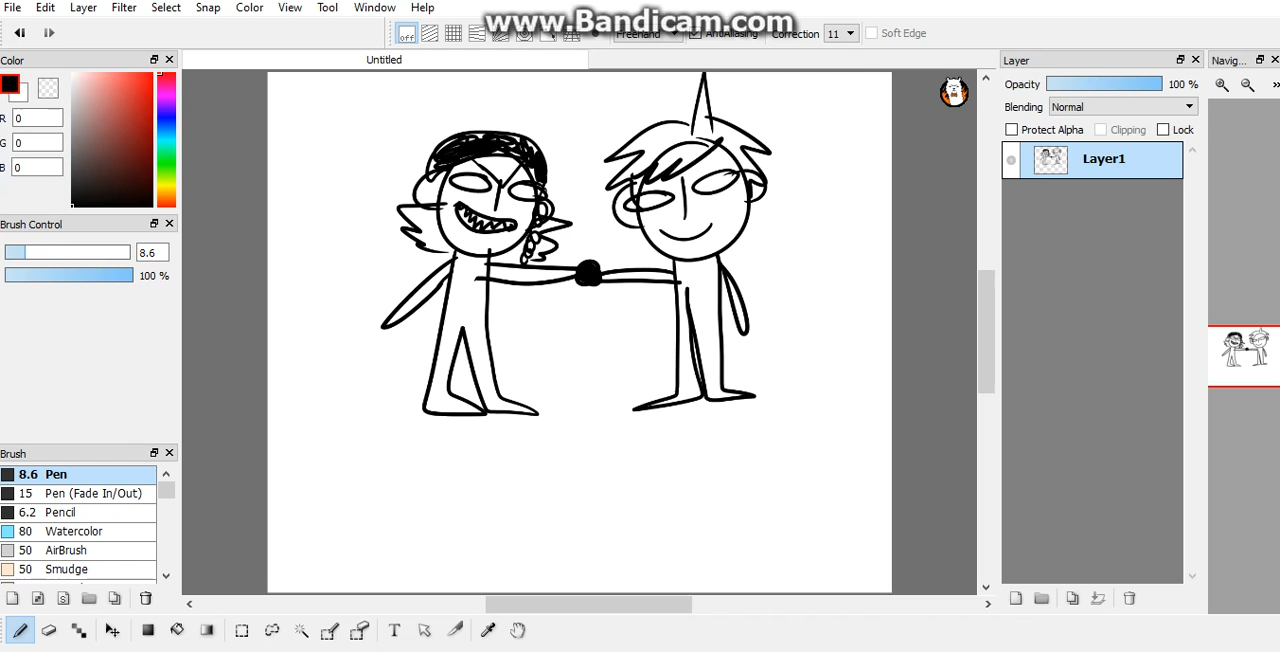 File Edit Layer Filter Select Snap Color View Tool Window Help
www.Bandicam.com
off Freehand AntiAliasing Correction 11 Soft Edge
Color
Untitled
Layer
Navig...
R 0
G 0
B 0
Opacity 100 %
Blending Normal
Protect Alpha Clipping Lock
Layer1
Brush Control
8.6
100 %
Brush
8.6 Pen
15 Pen (Fade In/Out)
6.2 Pencil
80 Watercolor
50 AirBrush
50 Smudge